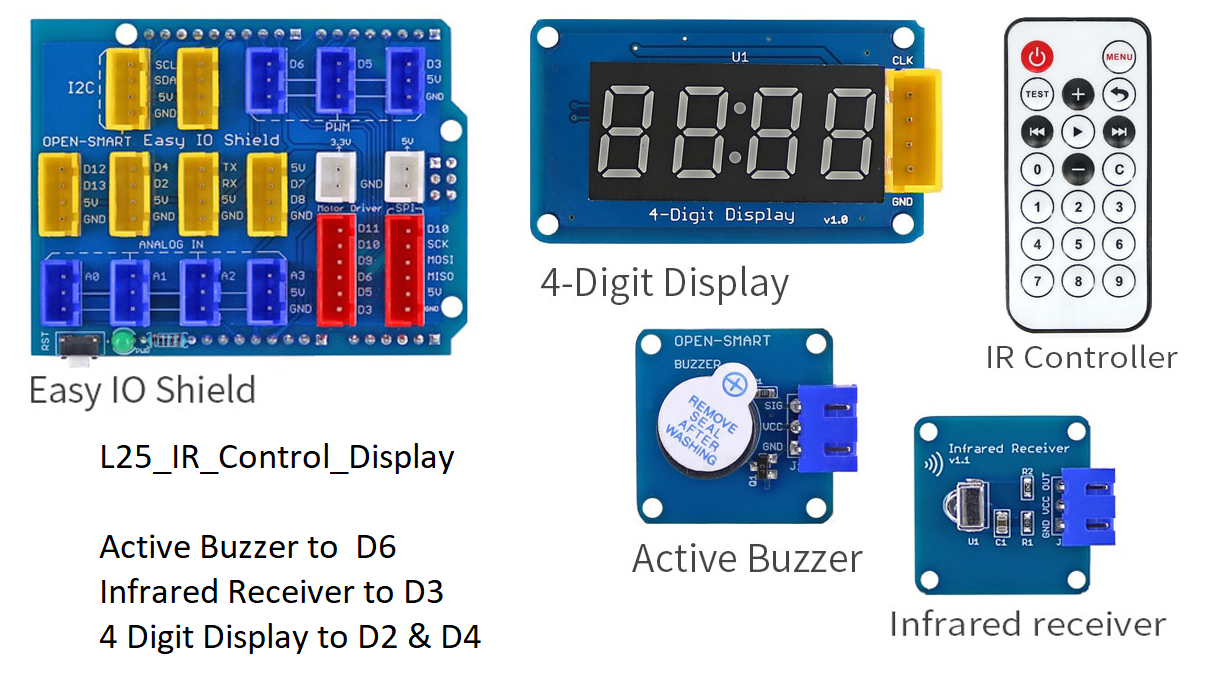 I2C
SCL
SDA
5V
GND
D6
D5
D3
5V
GND
PWM
OPEN-SMART Easy IO Shield
3.3V
5V
GND
D12
D13
5V
GND
D4
D2
5V
GND
TX
RX
5V
GND
5V
D7
D8
GND
Motor Driver
SPI
D11
D10
D9
D6
D5
D3
D10
SCK
MOSI
MISO
5V
GND
ANALOG IN
A0
A1
A2
A3
5V
GND
RST
PWR
Easy IO Shield
U1
CLK
GND
4-Digit Display
v1.0
4-Digit Display
MENU
TEST
+
0
−
C
1 2 3
4 5 6
7 8 9
IR Controller
OPEN-SMART
BUZZER
REMOVE
SEAL
AFTER
WASHING
SIG
VCC
GND
Q1
Active Buzzer
Infrared Receiver
v1.1
R2
U1
C1
R1
OUT
VCC
GND
Infrared receiver
L25_IR_Control_Display
Active Buzzer to D6
Infrared Receiver to D3
4 Digit Display to D2 & D4